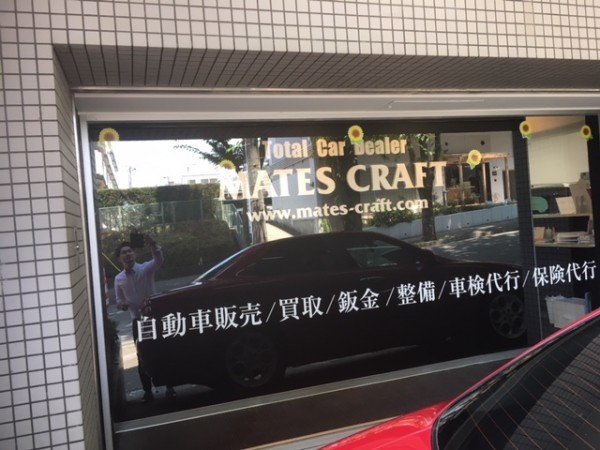 Total Car Dealer
MATES CRAFT
www.mates-craft.com
自動車販売/買取/鈑金/整備/車検代行/保険代行